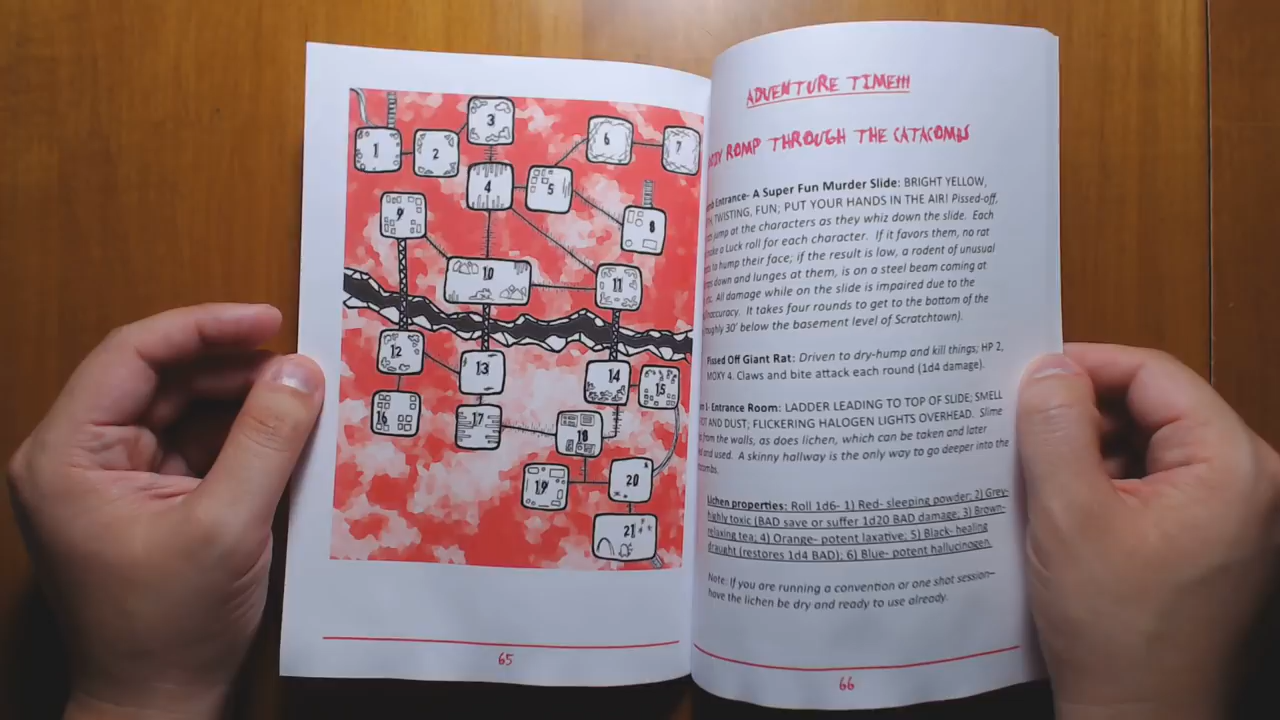 1
2
3
4
5
6
7
8
9
10
11
12
13
14
15
16
17
18
19
20
21
65
ADVENTURE TIME!!!
ROMP THROUGH THE CATACOMBS
Entrance- A Super Fun Murder Slide: BRIGHT YELLOW,
TWISTING, FUN; PUT YOUR HANDS IN THE AIR! Pissed-off,
jump at the characters as they whiz down the slide. Each
make a Luck roll for each character. If it favors them, no rat
to hump their face; if the result is low, a rodent of unusual
down and lunges at them, is on a steel beam coming at
etc. All damage while on the slide is impaired due to the
inaccuracy. It takes four rounds to get to the bottom of the
roughly 30' below the basement level of Scratchtown).
Pissed Off Giant Rat: Driven to dry-hump and kill things; HP 2,
MOXY 4. Claws and bite attack each round (1d4 damage).
1- Entrance Room: LADDER LEADING TO TOP OF SLIDE; SMELL
AND DUST; FLICKERING HALOGEN LIGHTS OVERHEAD. Slime
from the walls, as does lichen, which can be taken and later
and used. A skinny hallway is the only way to go deeper into the
Lichen properties: Roll 1d6- 1) Red- sleeping powder; 2) Grey-
highly toxic (BAD save or suffer 1d20 BAD damage; 3) Brown-
relaxing tea; 4) Orange- potent laxative; 5) Black- healing
draught (restores 1d4 BAD); 6) Blue- potent hallucinogen.
Note: If you are running a convention or one shot session–
have the lichen be dry and ready to use already.
66